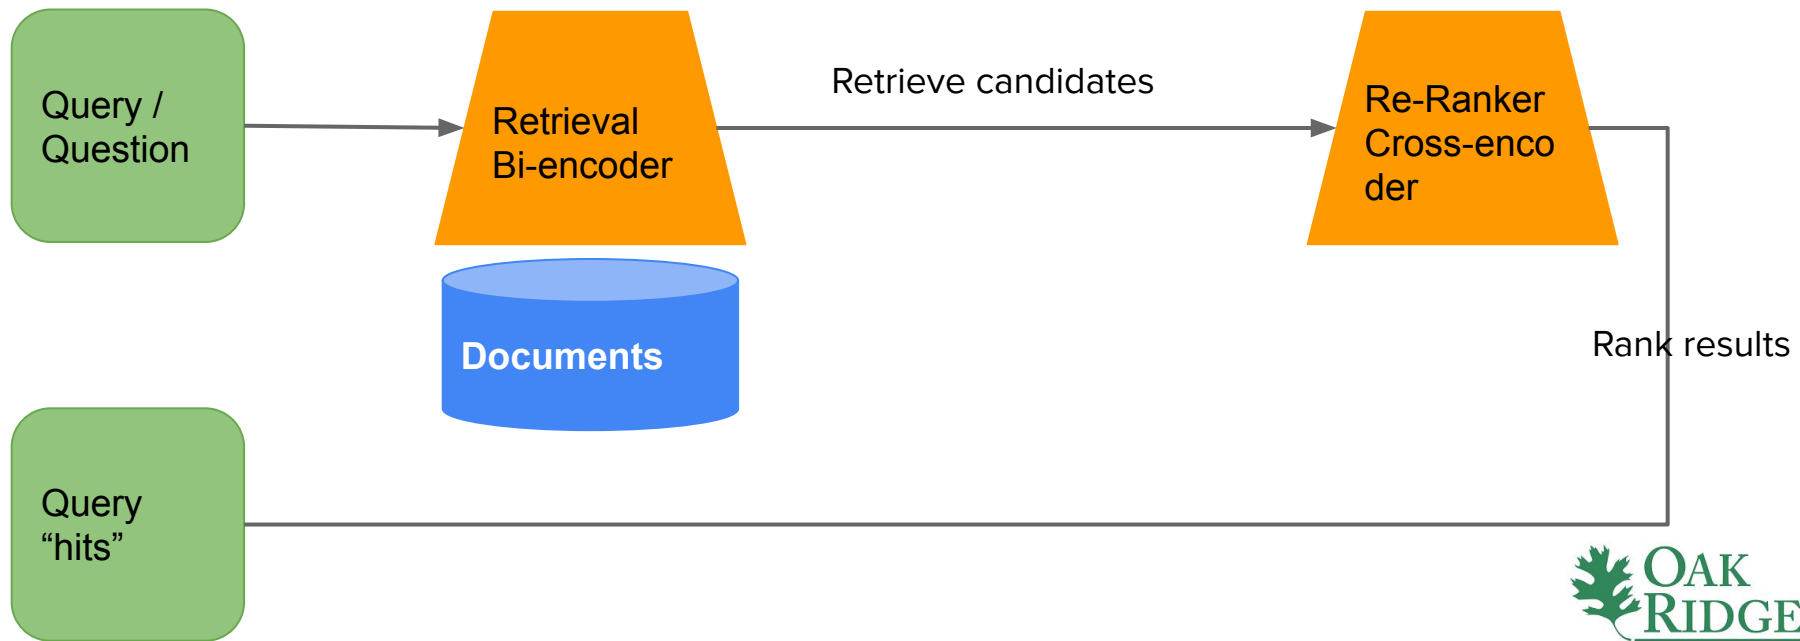 Query /
Question
Retrieval
Bi-encoder
Retrieve candidates
Re-Ranker
Cross-enco
der
Documents
Rank results
Query
“hits”
OAK
RIDGE